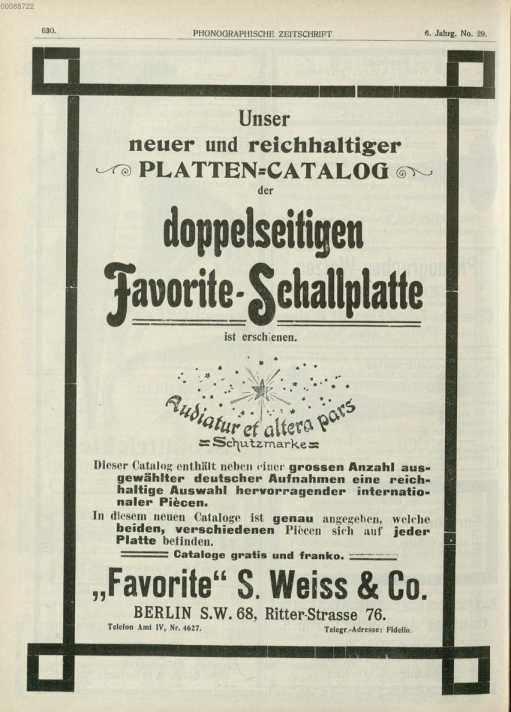 00088722
630.
PHONOGRAPHISCHE ZEITSCHRIFT
6. Jahrg. No. 29.
Unser
neuer und reichhaltiger
PLATTEN=CATALOG
der
doppelseitigen
Favorite-Schallplatte
ist erschienen.
Audiatur et altera pars
=Schutzmarke=
Dieser Catalog enthält neben einer grossen Anzahl aus-
gewählter deutscher Aufnahmen eine reich-
haltige Auswahl hervorragender internatio-
naler Piècen.
In diesem neuen Cataloge ist genau angegeben, welche
beiden, verschiedenen Piècen sich auf jeder
Platte befinden.
Cataloge gratis und franko.
„Favorite“ S. Weiss & Co.
BERLIN S.W. 68, Ritter-Strasse 76.
Telefon Amt IV, Nr. 4627.
Telegr.-Adresse: Fidelio.